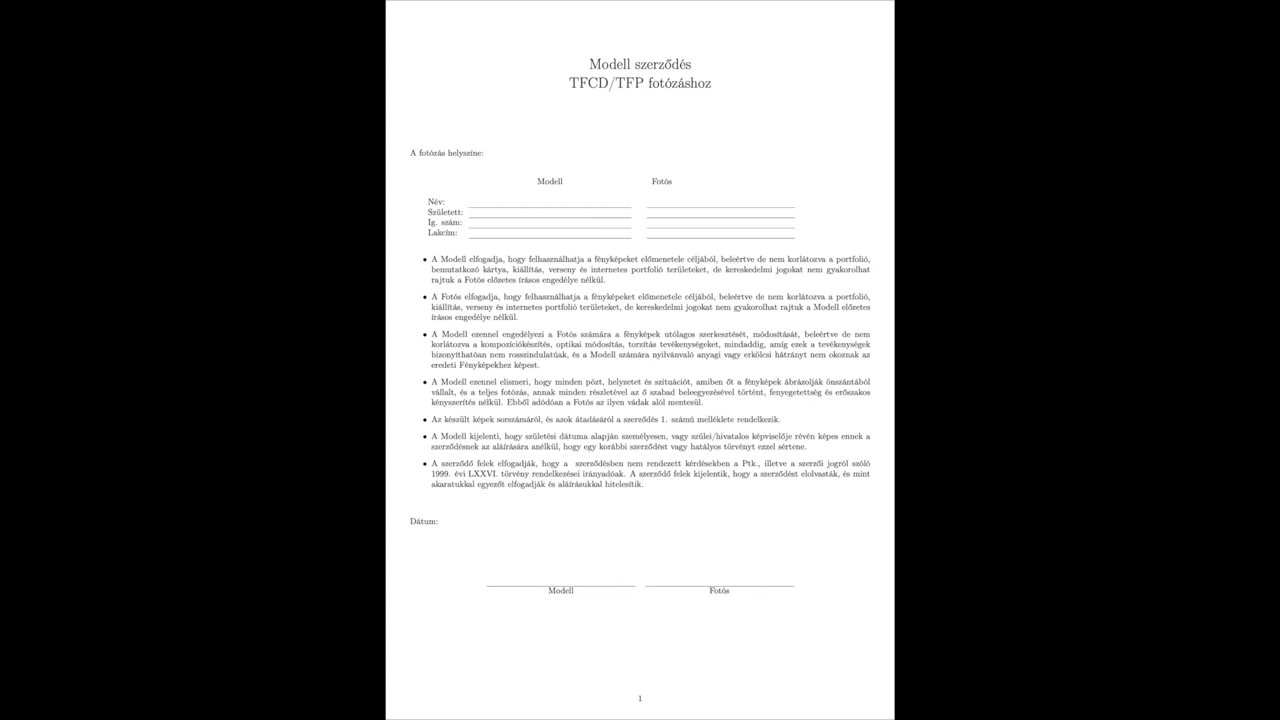 Modell szerződés
TFCD/TFP fotózáshoz
A fotózás helyszíne:
Modell Fotós
Név:
Született:
Ig. szám:
Lakcím:
• A Modell elfogadja, hogy felhasználhatja a fényképeket előmenetele céljából, beleértve de nem korlátozva a portfolió,
bemutatkozó kártya, kiállítás, verseny és internetes portfolió területeket, de kereskedelmi jogokat nem gyakorolhat
rajtuk a Fotós előzetes írásos engedélye nélkül.
• A Fotós elfogadja, hogy felhasználhatja a fényképeket előmenetele céljából, beleértve de nem korlátozva a portfolió,
kiállítás, verseny és internetes portfolió területeket, de kereskedelmi jogokat nem gyakorolhat rajtuk a Modell előzetes
írásos engedélye nélkül.
• A Modell ezennel engedélyezi a Fotós számára a fényképek utólagos szerkesztését, módosítását, beleértve de nem
korlátozva a kompozíciókészítés, optikai módosítás, torzítás tevékenységeket, mindaddig, amíg ezek a tevékenységek
bizonyíthatóan nem rosszindulatúak, és a Modell számára nyilvánváló anyagi vagy erkölcsi hátrányt nem okoznak az
eredeti Fényképekhez képest.
• A Modell ezennel elismeri, hogy minden pózt, helyzetet és szituációt, amiben őt a fényképek ábrázolják önszántából
vállalt, és a teljes fotózás, annak minden részletével az ő szabad beleegyezésével történt, fenyegetettség és erőszakos
kényszerítés nélkül. Ebből adódóan a Fotós az ilyen vádak alól mentesül.
• Az készült képek sorszámáról, és azok átadásáról a szerződés 1. számú melléklete rendelkezik.
• A Modell kijelenti, hogy születési dátuma alapján személyesen, vagy szülei/hivatalos képviselője révén képes ennek a
szerződésnek az aláírására anélkül, hogy egy korábbi szerződést vagy hatályos törvényt ezzel sértene.
• A szerződő felek elfogadják, hogy a szerződésben nem rendezett kérdésekben a Ptk., illetve a szerzői jogról szóló
1999. évi LXXVI. törvény rendelkezései irányadóak. A szerződő felek kijelentik, hogy a szerződést elolvasták, és mint
akaratukkal egyezőt elfogadják és aláírásukkal hitelesítik.
Dátum:
Modell Fotós
1